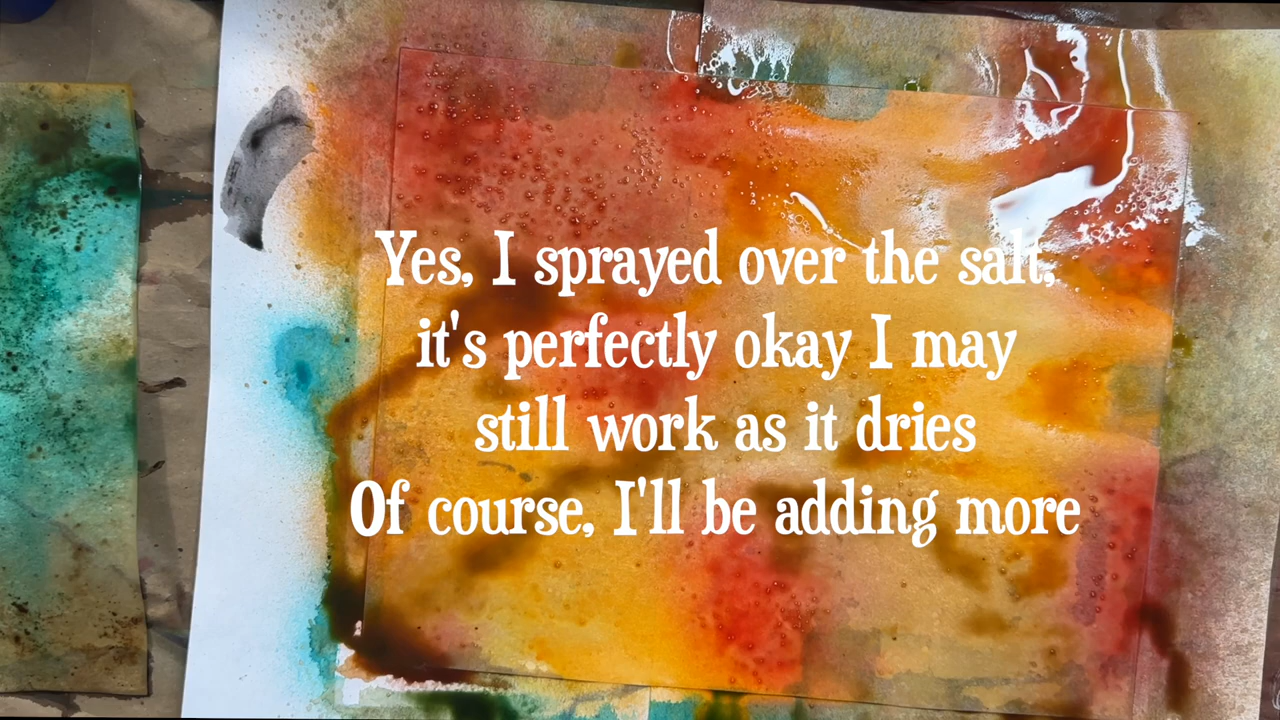 Yes, I sprayed over the salt,
it's perfectly okay I may
still work as it dries
Of course, I'll be adding more